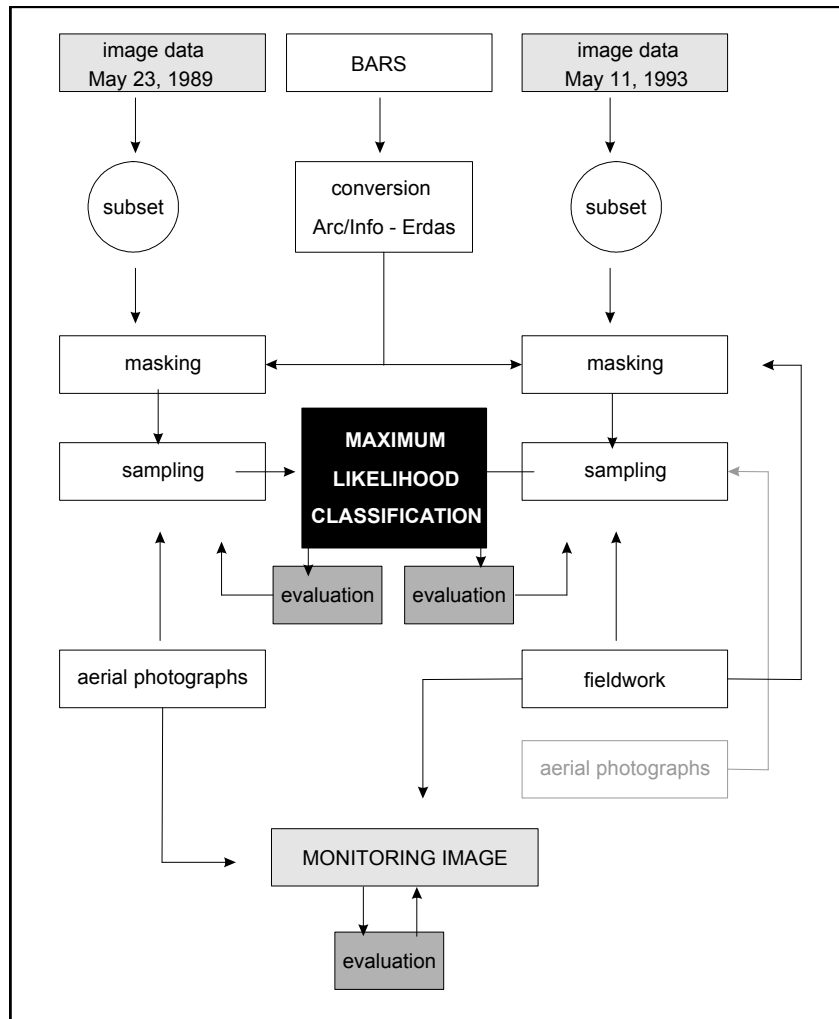 image data
May 23, 1989
BARS
image data
May 11, 1993
subset
conversion
Arc/Info - Erdas
subset
masking
masking
sampling
MAXIMUM
LIKELIHOOD
CLASSIFICATION
sampling
evaluation
evaluation
aerial photographs
fieldwork
aerial photographs
MONITORING IMAGE
evaluation